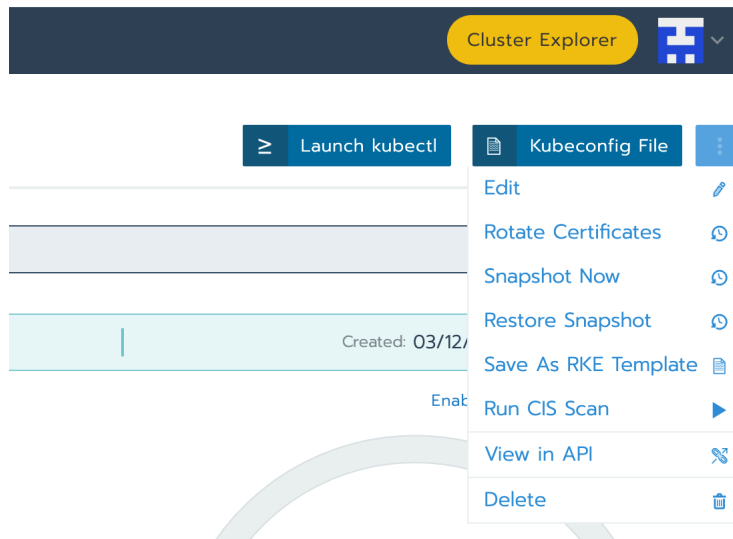 Cluster Explorer
Launch kubectl
Kubeconfig File
Edit
Rotate Certificates
Snapshot Now
Created: 03/12/
Restore Snapshot
Save As RKE Template
Enab
Run CIS Scan
View in API
Delete